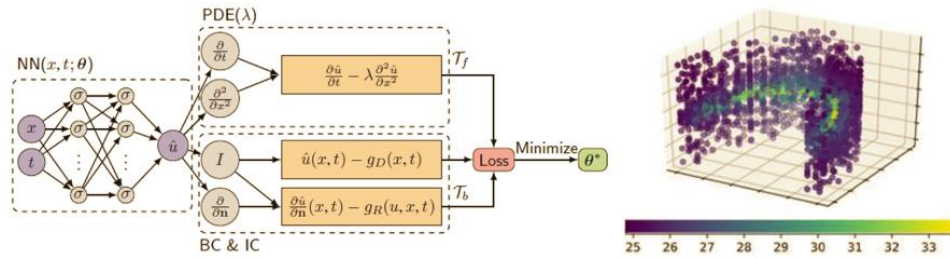 PDE(λ)
NN(x, t; θ)
∂/∂t
∂²/∂x²
∂û/∂t − λ ∂²û/∂x²
𝒯_f
x
t
σ σ
σ σ
⋮ ⋮
σ σ
û
I
û(x, t) − g_D(x, t)
∂/∂n
∂û/∂n (x, t) − g_R(u, x, t)
𝒯_b
BC & IC
Loss
Minimize
θ*
25 26 27 28 29 30 31 32 33